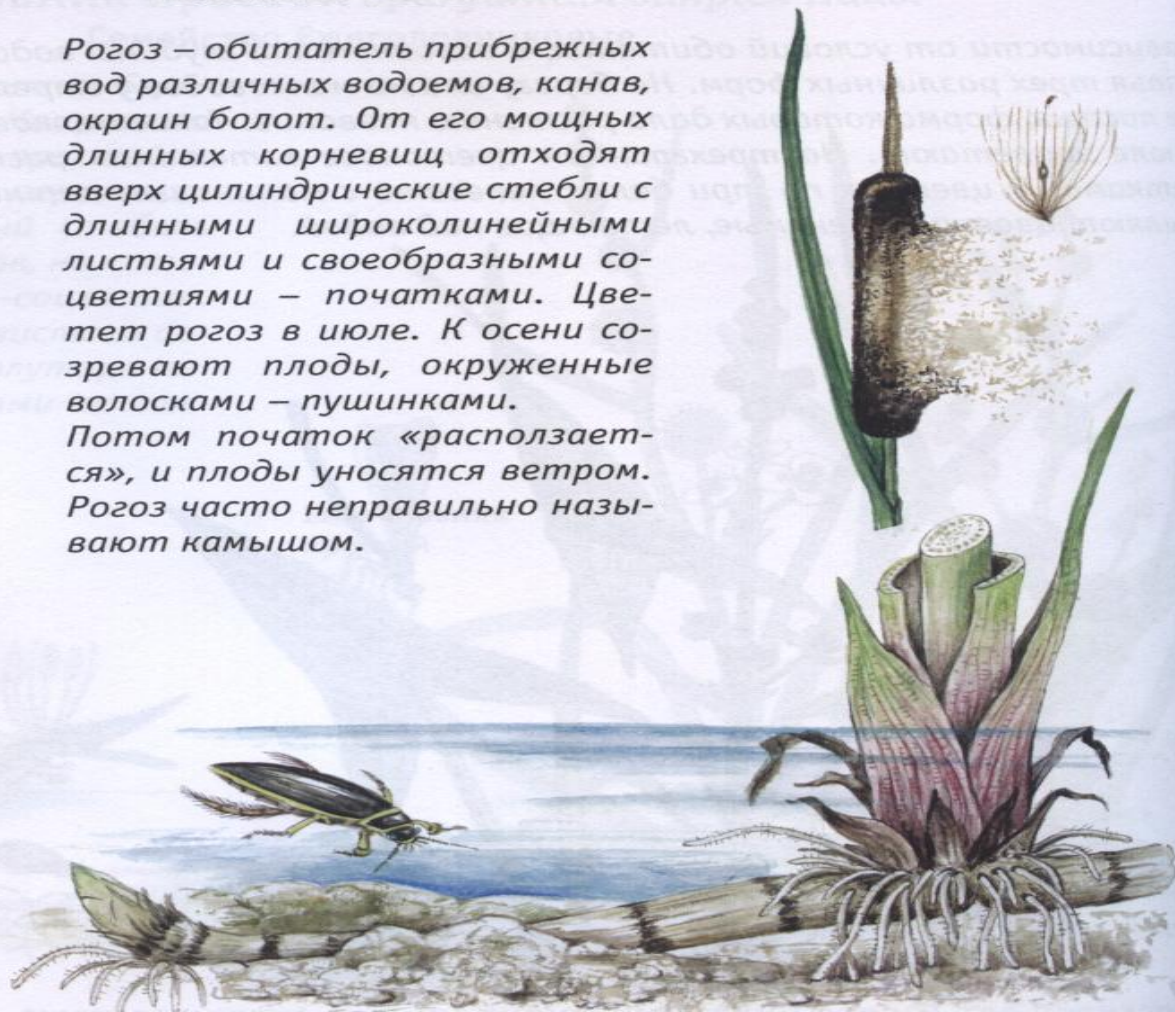 Рогоз – обитатель прибрежных
вод различных водоемов, канав,
окраин болот. От его мощных
длинных корневищ отходят
вверх цилиндрические стебли с
длинными широколинейными
листьями и своеобразными со-
цветиями – початками. Цве-
тет рогоз в июле. К осени со-
зревают плоды, окруженные
волосками – пушинками.
Потом початок «расползает-
ся», и плоды уносятся ветром.
Рогоз часто неправильно назы-
вают камышом.